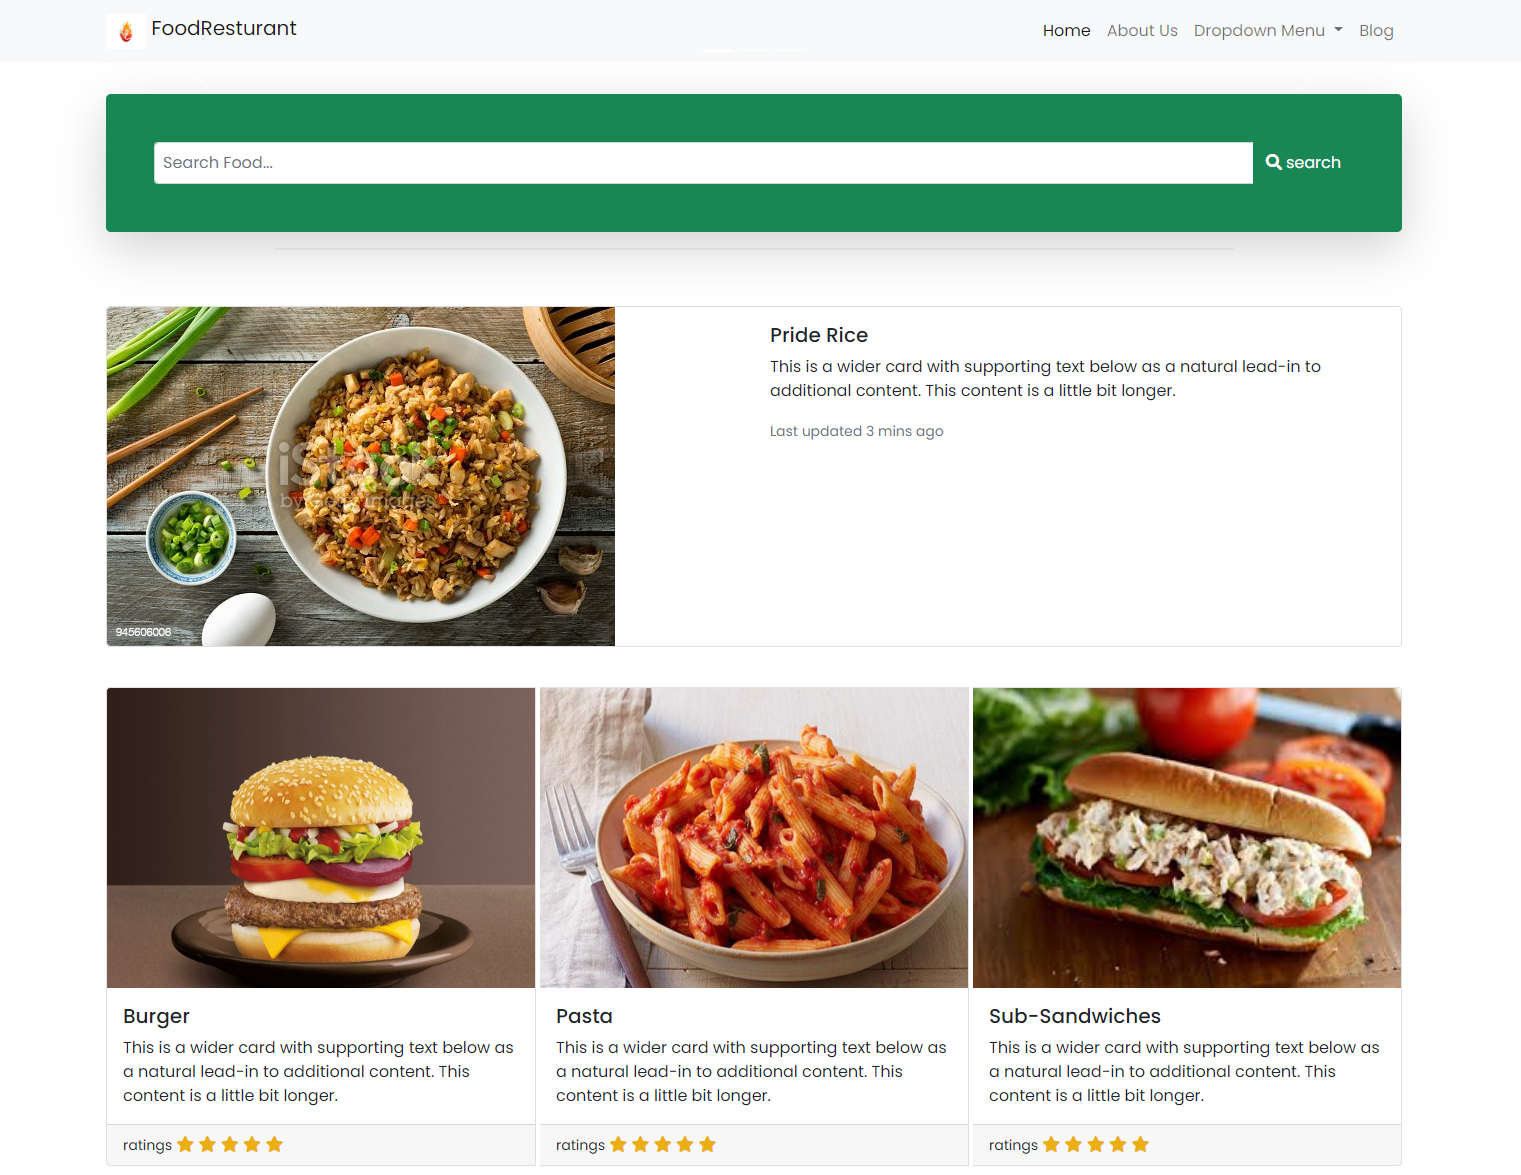 FoodResturant
Home About Us Dropdown Menu Blog
Search Food...
search
Pride Rice
This is a wider card with supporting text below as a natural lead-in to
additional content. This content is a little bit longer.
Last updated 3 mins ago
iStock
by Getty Images
945606006
Burger
This is a wider card with supporting text below as
a natural lead-in to additional content. This
content is a little bit longer.
ratings
Pasta
This is a wider card with supporting text below as
a natural lead-in to additional content. This
content is a little bit longer.
ratings
Sub-Sandwiches
This is a wider card with supporting text below as
a natural lead-in to additional content. This
content is a little bit longer.
ratings